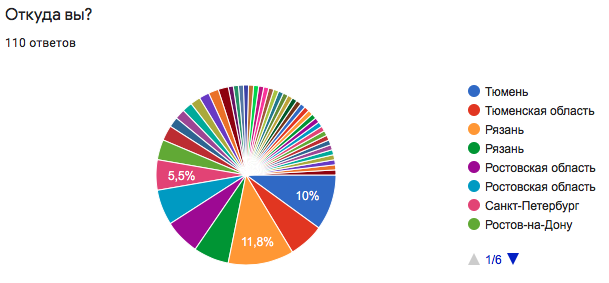 Откуда вы?
110 ответов
Тюмень
Тюменская область
Рязань
Рязань
Ростовская область
Ростовская область
Санкт-Петербург
Ростов-на-Дону
5,5%
10%
11,8%
1/6